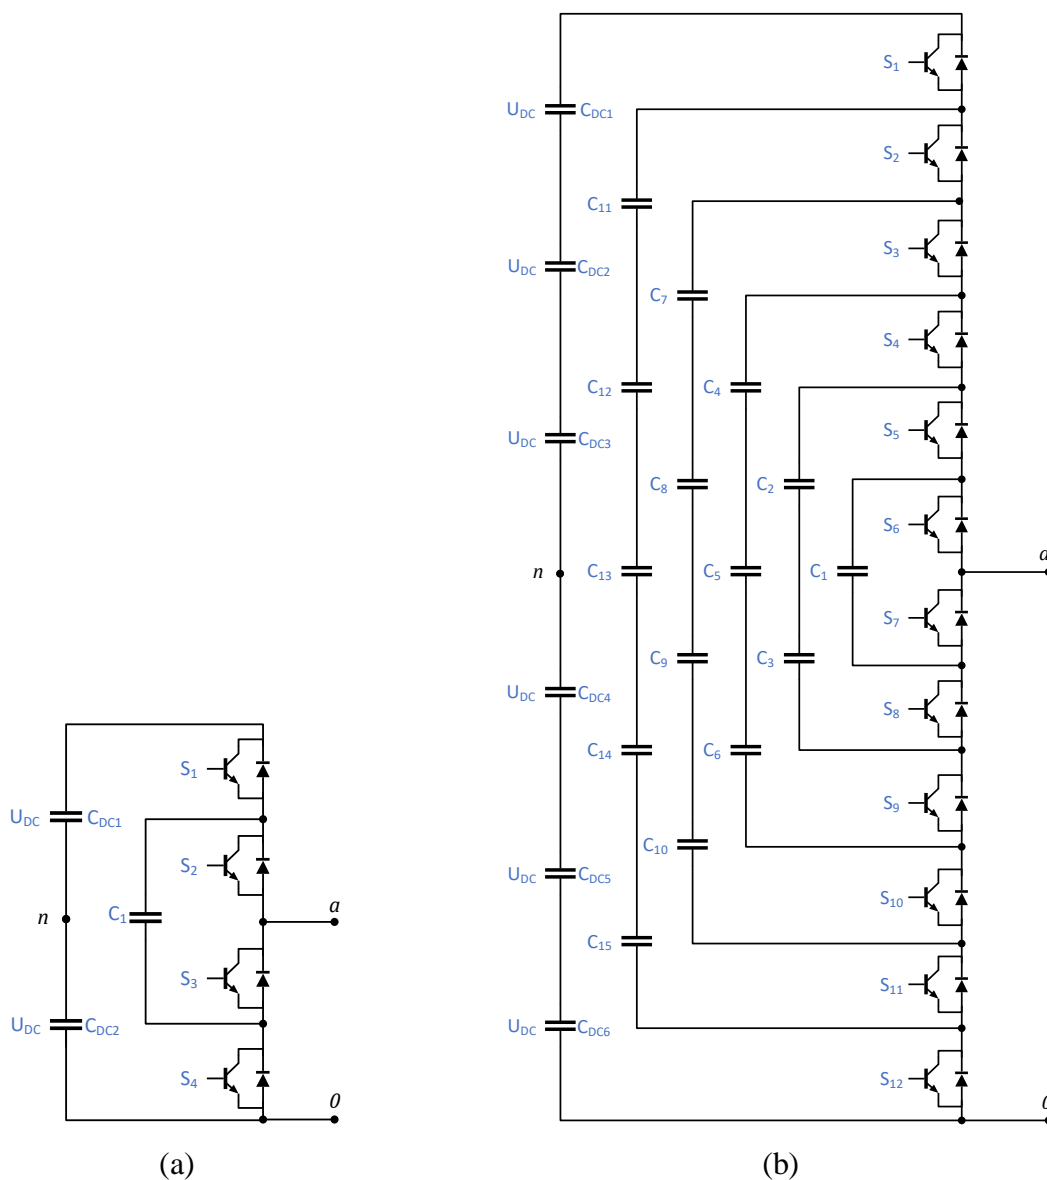 S1
UDC CDC1
S2
C11
C7
S3
UDC CDC2
S4
C12
C4
S5
UDC CDC3
C8
C2
S6
n
C13
C5
C1
a
S7
C9
C3
UDC CDC4
S8
C14
C6
S9
C10
UDC CDC5
S10
C15
S11
UDC CDC6
S12
0
(b)
S1
UDC CDC1
S2
n
C1
a
S3
UDC CDC2
S4
0
(a)